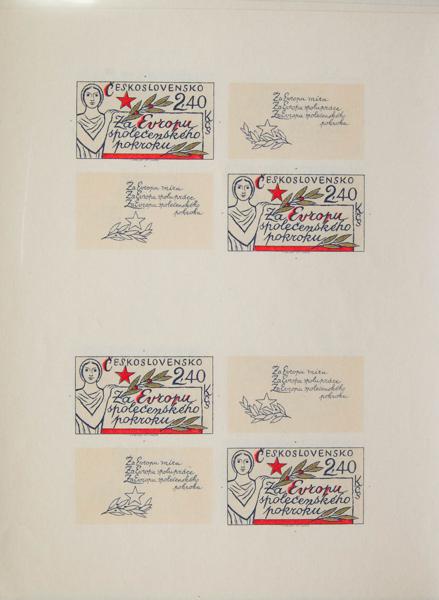 ČESKOSLOVENSKO
2.40
Kčs
Za Evropu
společenského
pokroku
Za Evropu míru
Za Evropu spolupráce
Za Evropu společenského
pokroku
Za Evropu míru
Za Evropu spolupráce
Za Evropu společenského
pokroku
ČESKOSLOVENSKO
2.40
Kčs
Za Evropu
společenského
pokroku
ČESKOSLOVENSKO
2.40
Kčs
Za Evropu
společenského
pokroku
Za Evropu míru
Za Evropu spolupráce
Za Evropu společenského
pokroku
Za Evropu míru
Za Evropu spolupráce
Za Evropu společenského
pokroku
ČESKOSLOVENSKO
2.40
Kčs
Za Evropu
společenského
pokroku